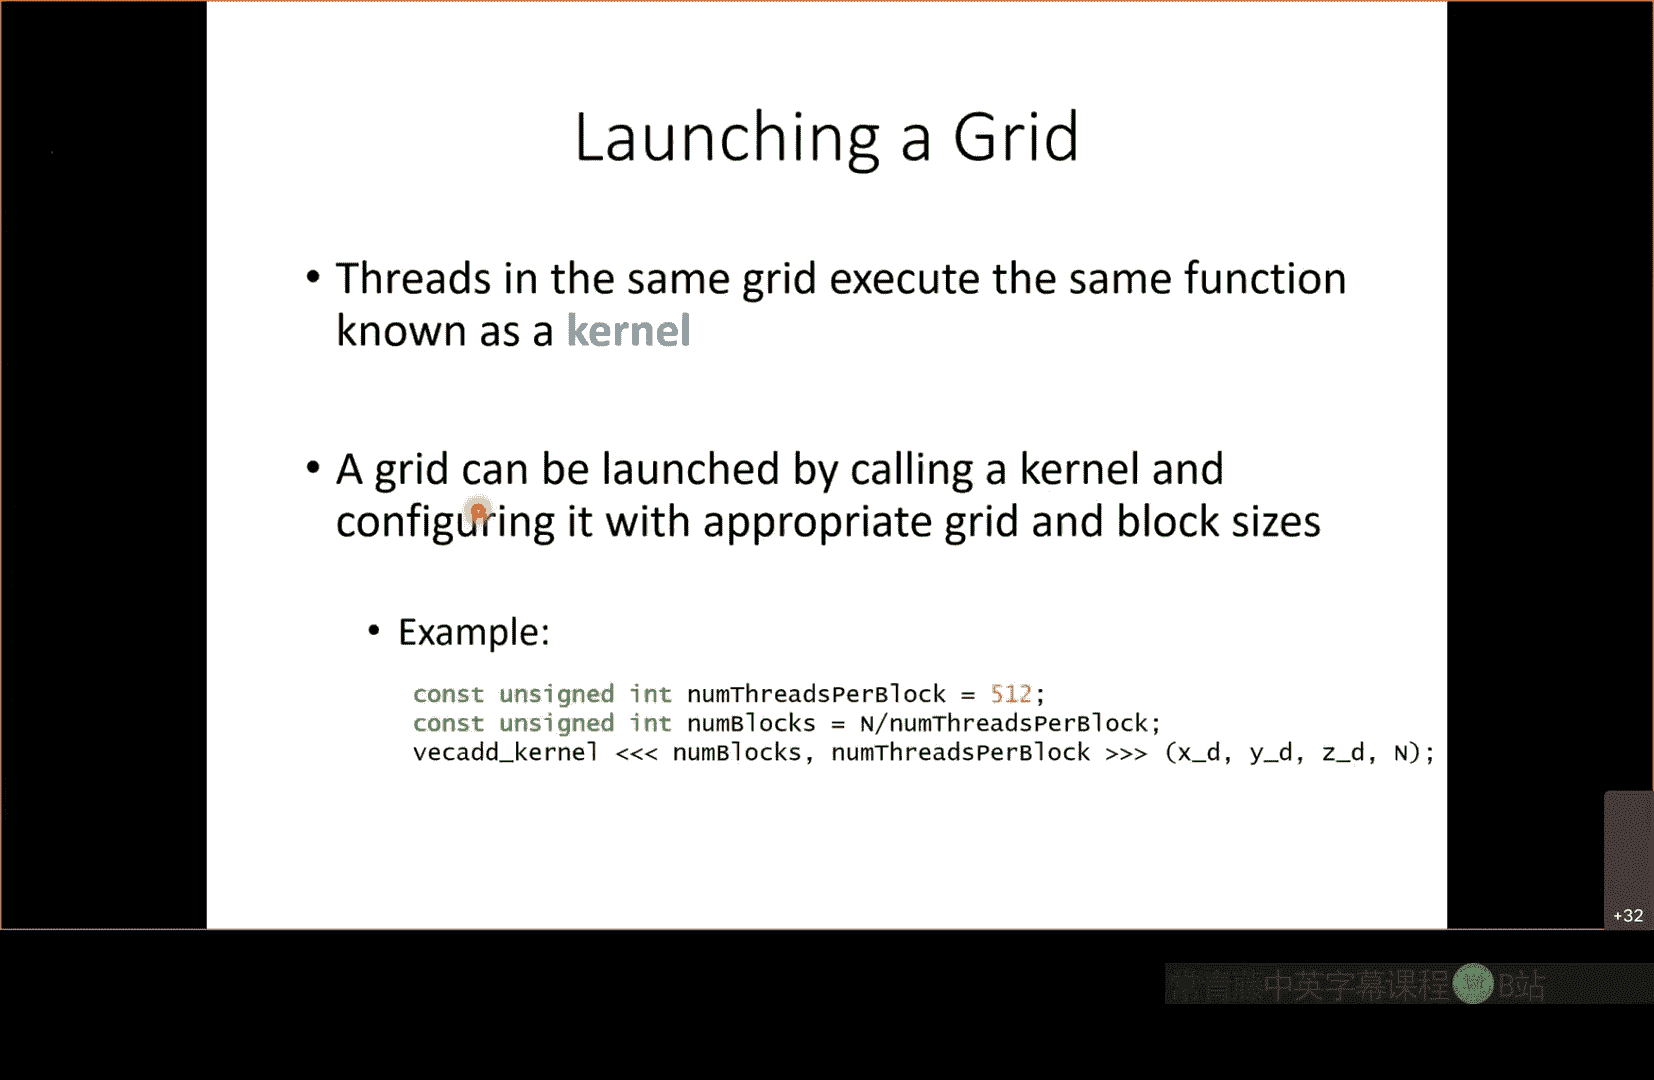 Launching a Grid
• Threads in the same grid execute the same function
known as a kernel
• A grid can be launched by calling a kernel and
configuring it with appropriate grid and block sizes
• Example:
const unsigned int numThreadsPerBlock = 512;
const unsigned int numBlocks = N/numThreadsPerBlock;
vecadd_kernel <<< numBlocks, numThreadsPerBlock >>> (x_d, y_d, z_d, N);
+32
中英字幕课程 B站